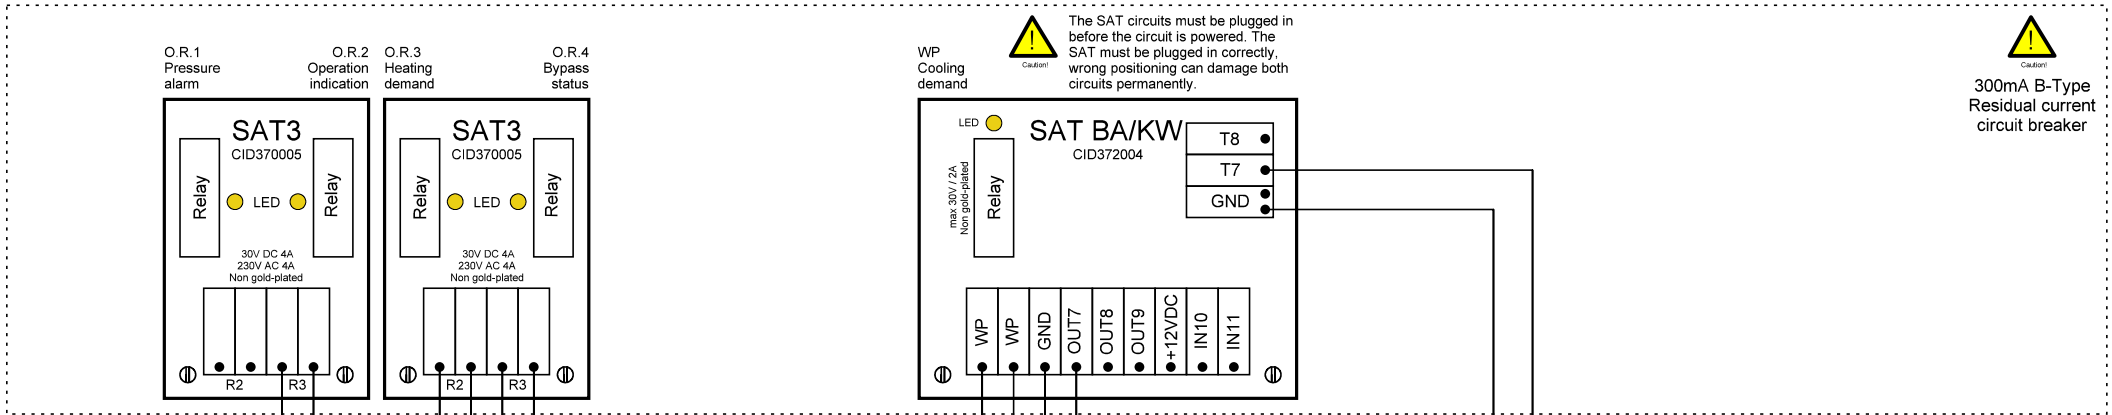 O.R.1
Pressure
alarm
O.R.2
Operation
indication
O.R.3
Heating
demand
O.R.4
Bypass
status
SAT3
CID370005
Relay
LED
Relay
30V DC 4A
230V AC 4A
Non gold-plated
R2
R3
SAT3
CID370005
Relay
LED
Relay
30V DC 4A
230V AC 4A
Non gold-plated
R2
R3
WP
Cooling
demand
Caution!
The SAT circuits must be plugged in
before the circuit is powered. The
SAT must be plugged in correctly,
wrong positioning can damage both
circuits permanently.
LED
SAT BA/KW
CID372004
max 30V / 2A
Non gold-plated
Relay
T8
T7
GND
WP
WP
GND
OUT7
OUT8
OUT9
+12VDC
IN10
IN11
Caution!
300mA B-Type
Residual current
circuit breaker